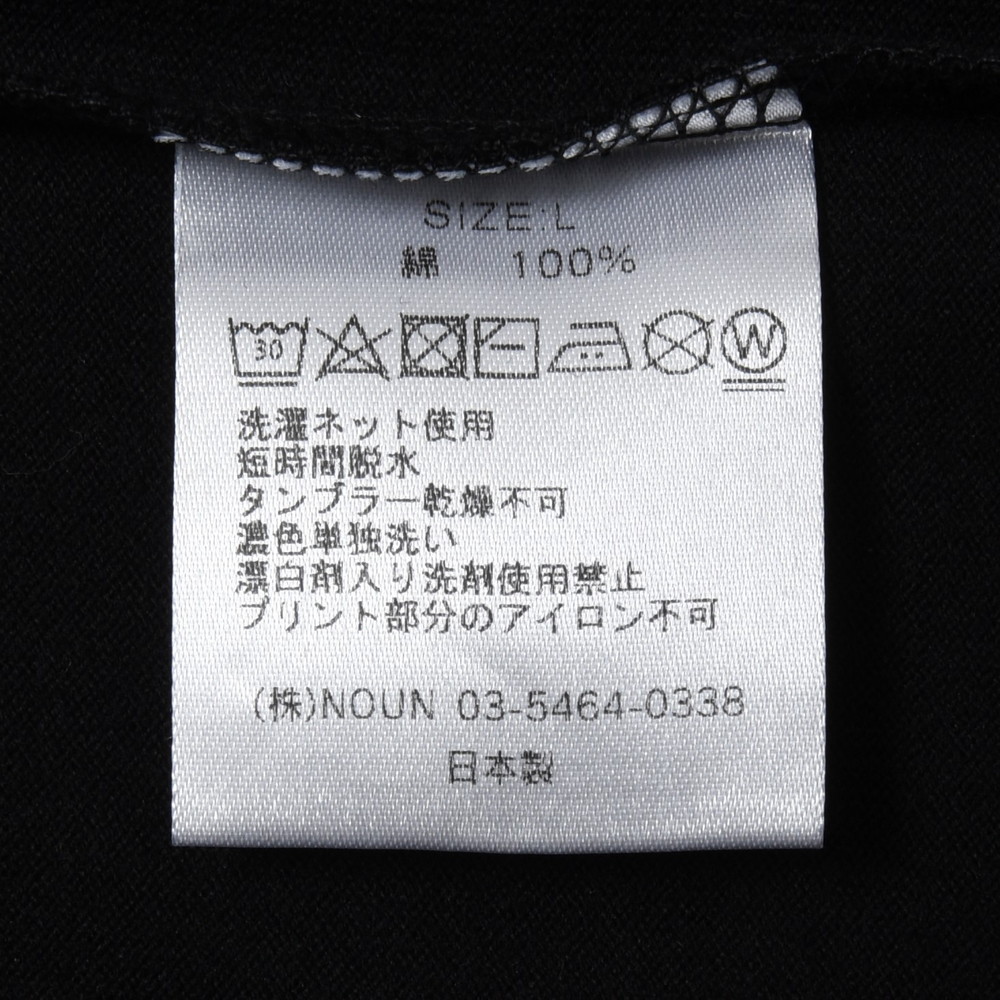 SIZE:L
綿 100%
30 W
洗濯ネット使用
短時間脱水
タンブラー乾燥不可
濃色単独洗い
漂白剤入り洗剤使用禁止
プリント部分のアイロン不可
(株)NOUN 03-5464-0338
日本製